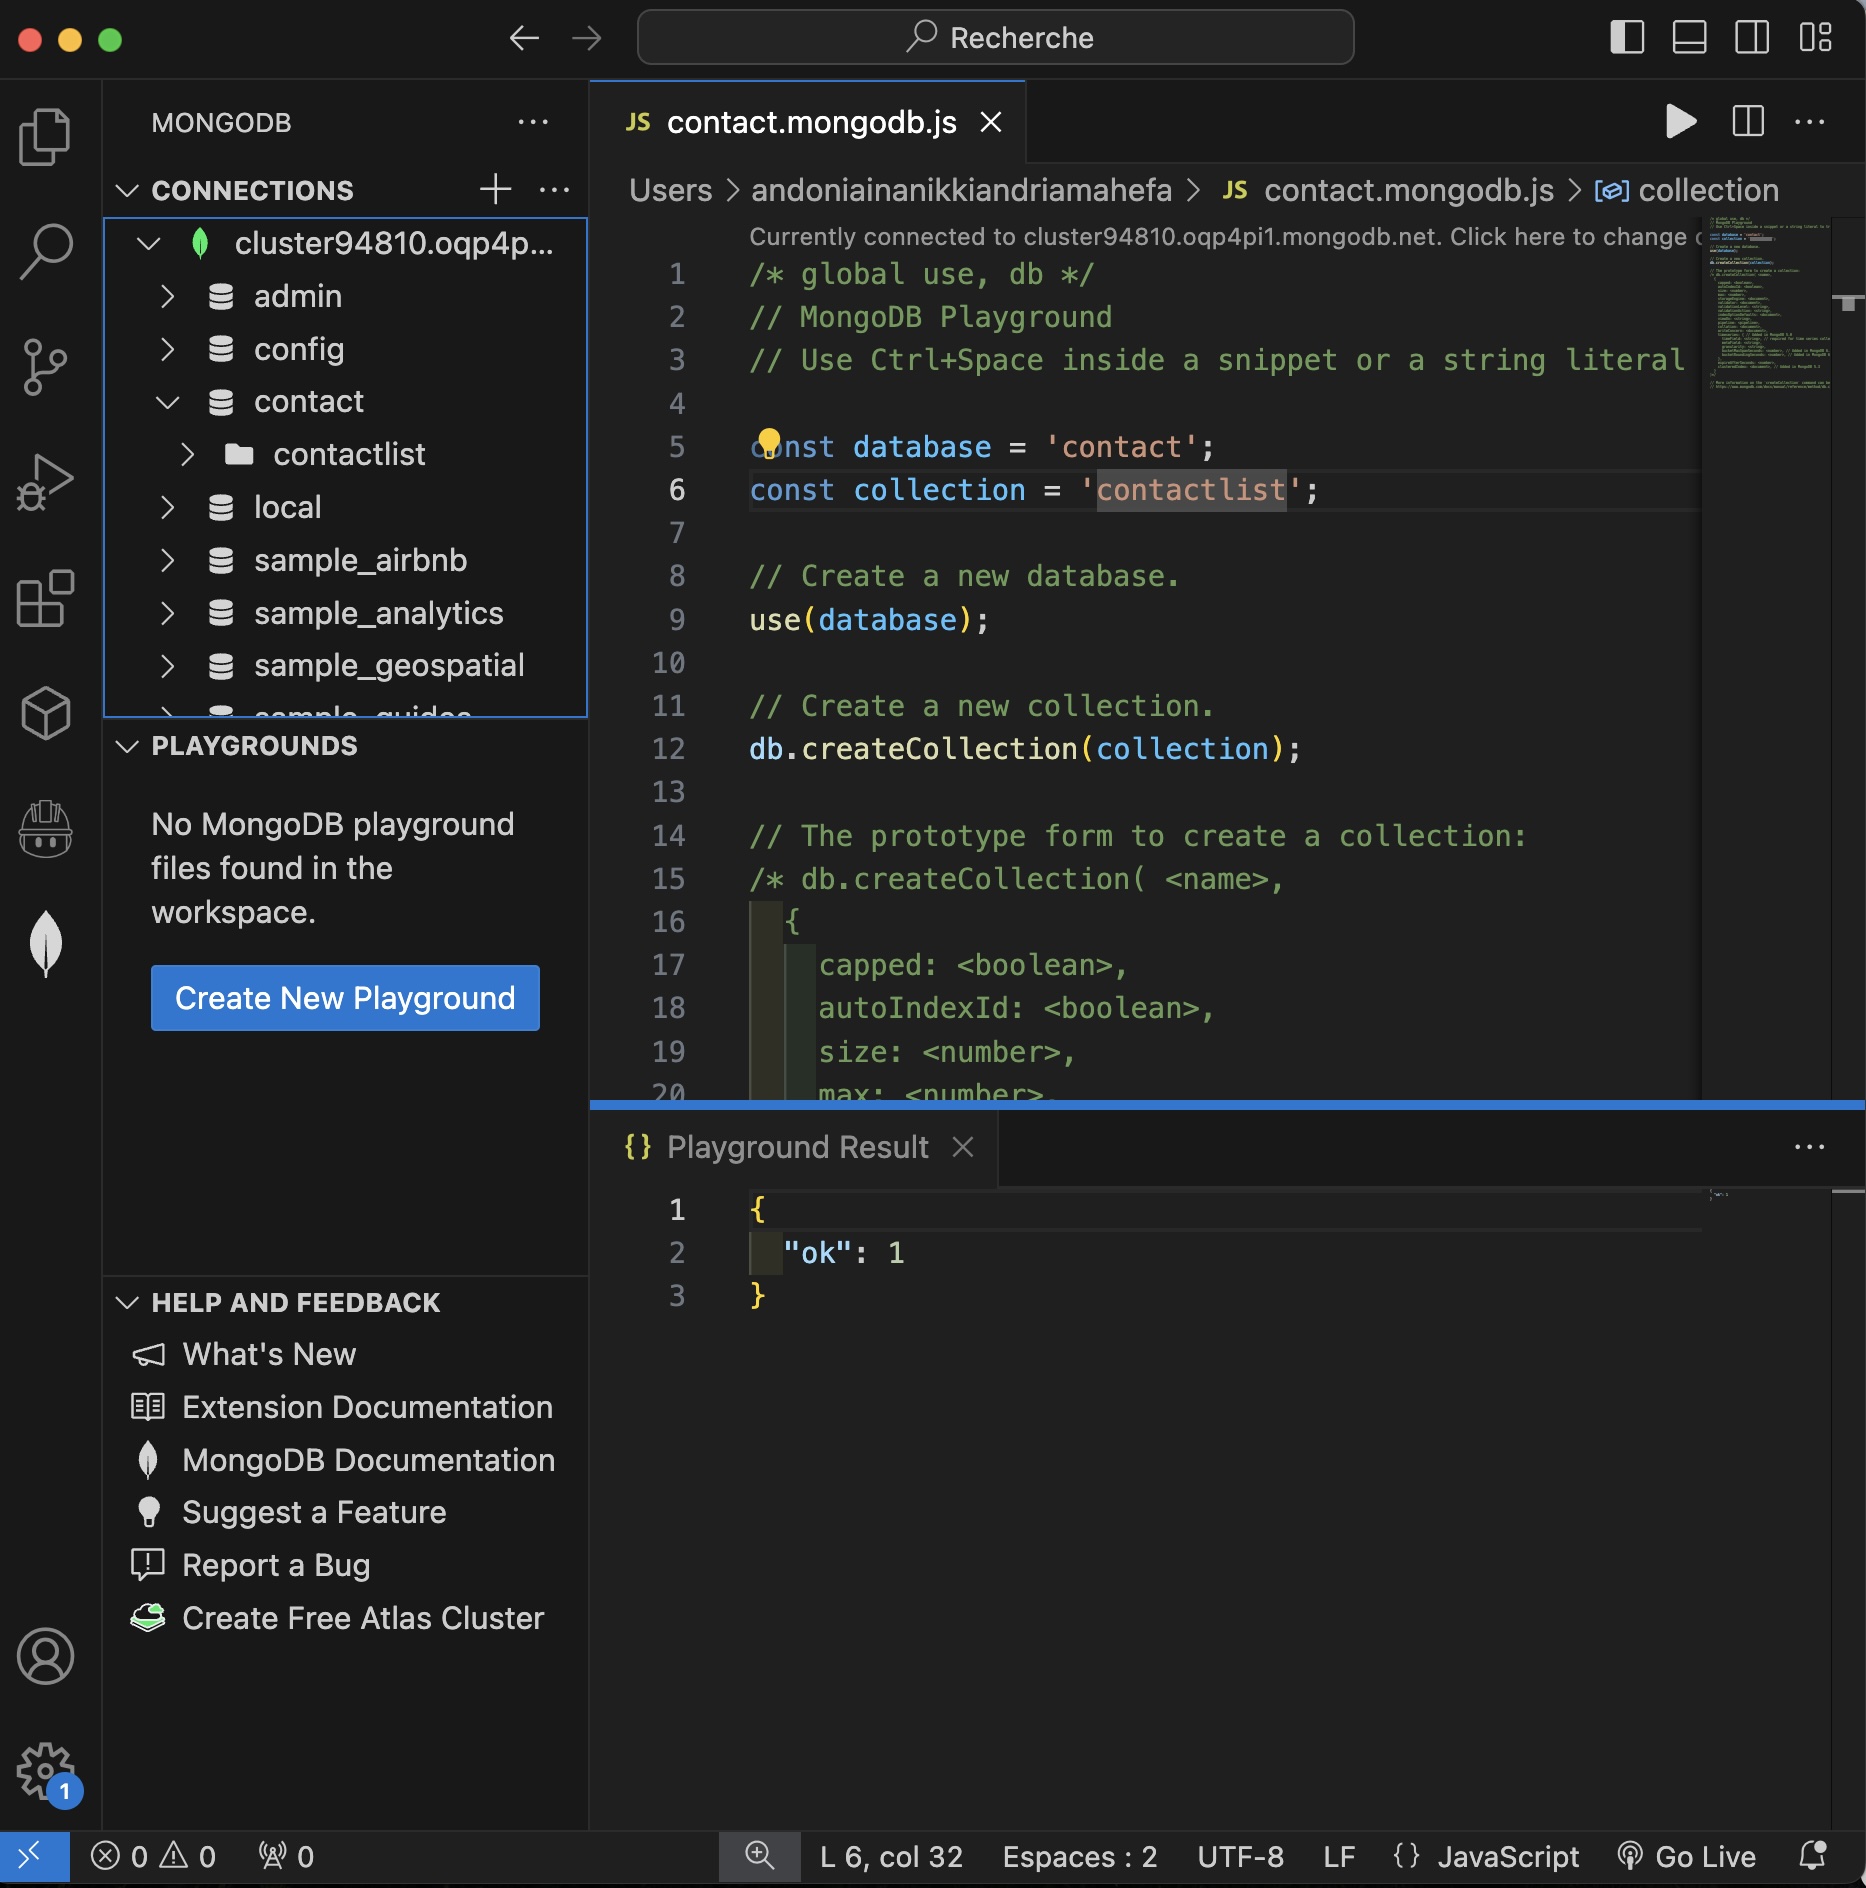 Recherche
MONGODB
CONNECTIONS
cluster94810.oqp4p...
admin
config
contact
contactlist
local
sample_airbnb
sample_analytics
sample_geospatial
sample_guides
PLAYGROUNDS
No MongoDB playground
files found in the
workspace.
Create New Playground
HELP AND FEEDBACK
What's New
Extension Documentation
MongoDB Documentation
Suggest a Feature
Report a Bug
Create Free Atlas Cluster
1
JS contact.mongodb.js
Users > andoniainanikkiandriamahefa > JS contact.mongodb.js > collection
Currently connected to cluster94810.oqp4pi1.mongodb.net. Click here to change
1 /* global use, db */
2 // MongoDB Playground
3 // Use Ctrl+Space inside a snippet or a string literal
4
5 const database = 'contact';
6 const collection = 'contactlist';
7
8 // Create a new database.
9 use(database);
10
11 // Create a new collection.
12 db.createCollection(collection);
13
14 // The prototype form to create a collection:
15 /* db.createCollection( <name>,
16 {
17 capped: <boolean>,
18 autoIndexId: <boolean>,
19 size: <number>,
20 max: <number>,
{} Playground Result
1 {
2 "ok": 1
3 }
0 0 0
L 6, col 32 Espaces : 2 UTF-8 LF {} JavaScript Go Live